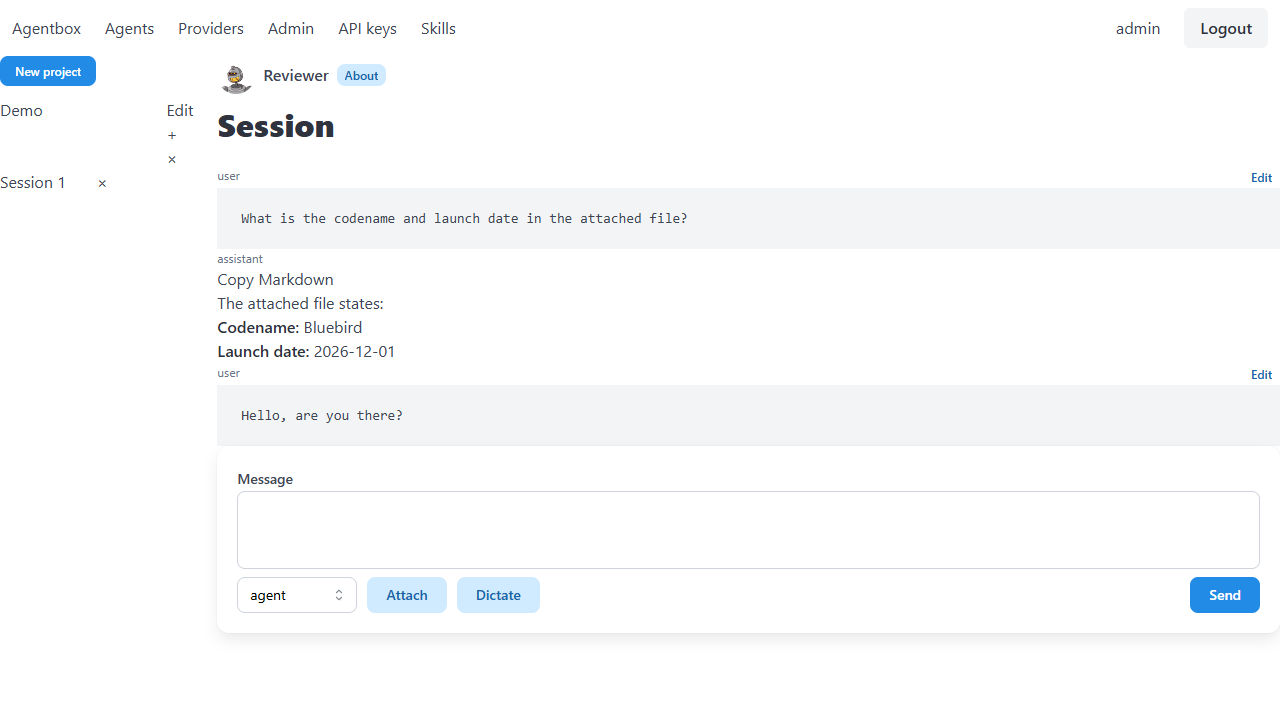 Agentbox Agents Providers Admin API keys Skills admin Logout
New project
Demo Edit
+
×
Session 1 ×
Reviewer About
Session
user Edit
What is the codename and launch date in the attached file?
assistant
Copy Markdown
The attached file states:
Codename: Bluebird
Launch date: 2026-12-01
user Edit
Hello, are you there?
Message
agent Attach Dictate Send